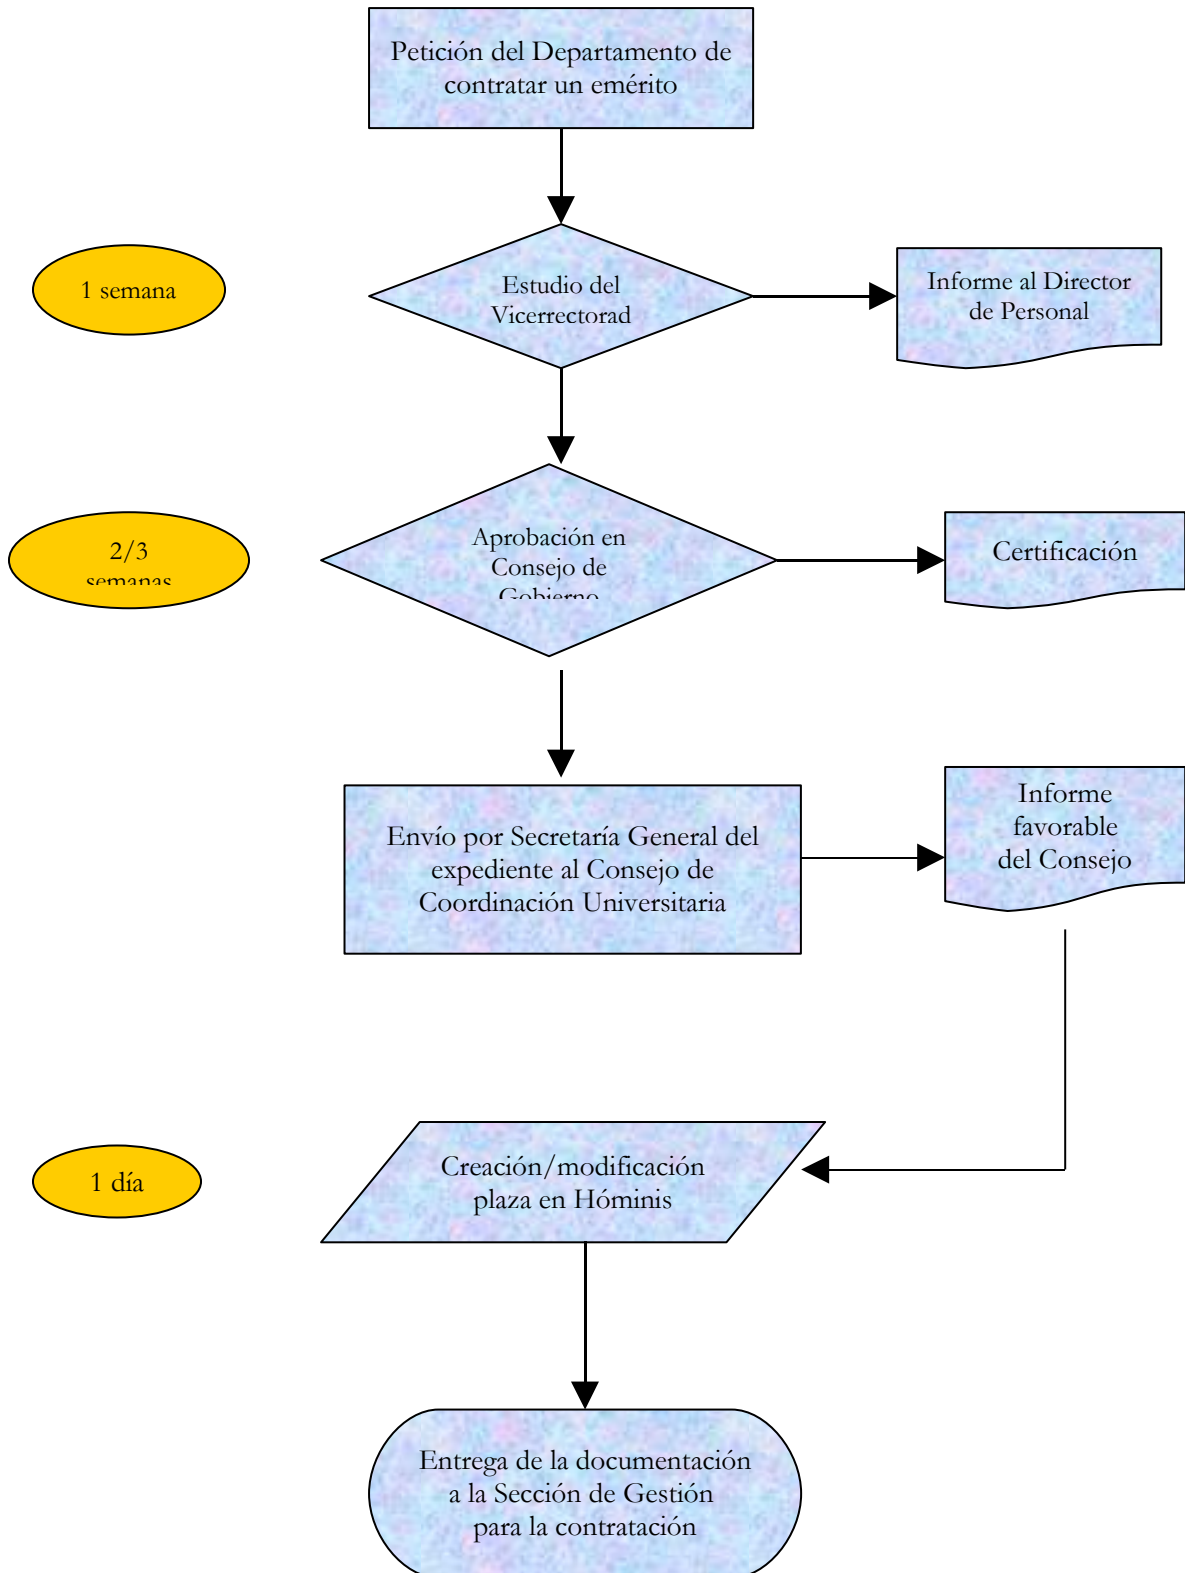 Petición del Departamento de
contratar un emérito
1 semana
Estudio del
Vicerrectorad
Informe al Director
de Personal
2/3
semanas
Aprobación en
Consejo de
Gobierno
Certificación
Envío por Secretaría General del
expediente al Consejo de
Coordinación Universitaria
Informe
favorable
del Consejo
1 día
Creación/modificación
plaza en Hóminis
Entrega de la documentación
a la Sección de Gestión
para la contratación